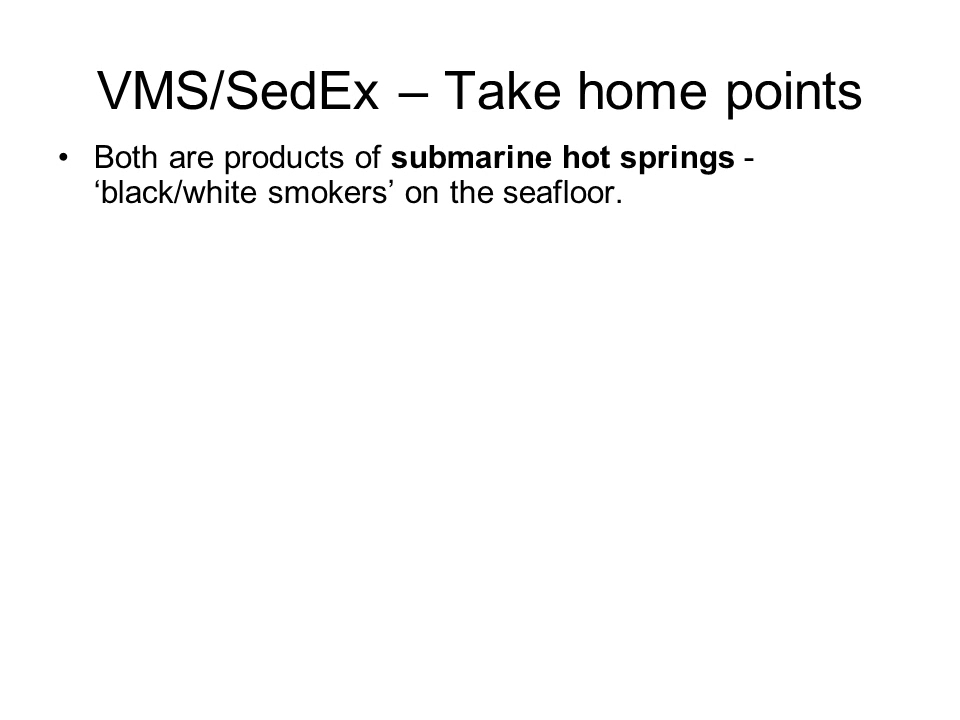 VMS/SedEx – Take home points
• Both are products of submarine hot springs -
‘black/white smokers’ on the seafloor.